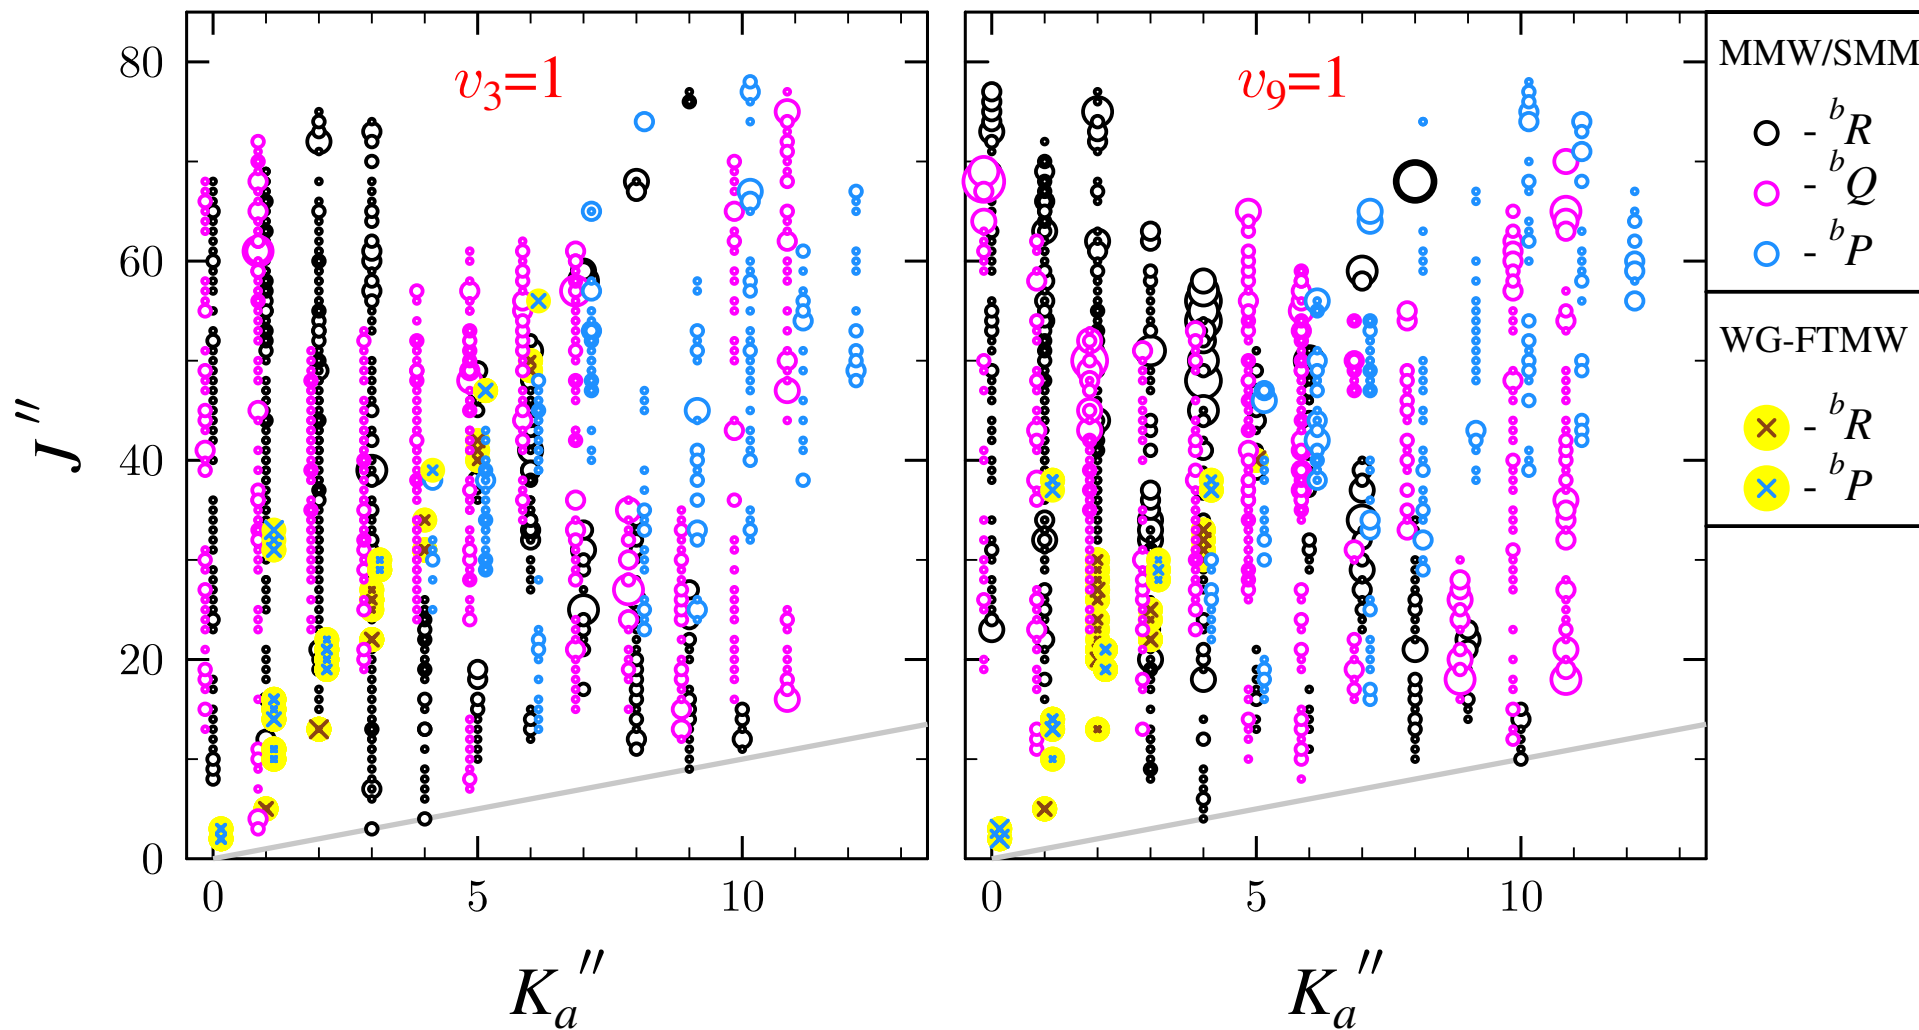 v3=1
v9=1
80
60
40
20
0
J″
0 5 10
0 5 10
Ka″
Ka″
MMW/SMM
- bR
- bQ
- bP
WG-FTMW
- bR
- bP